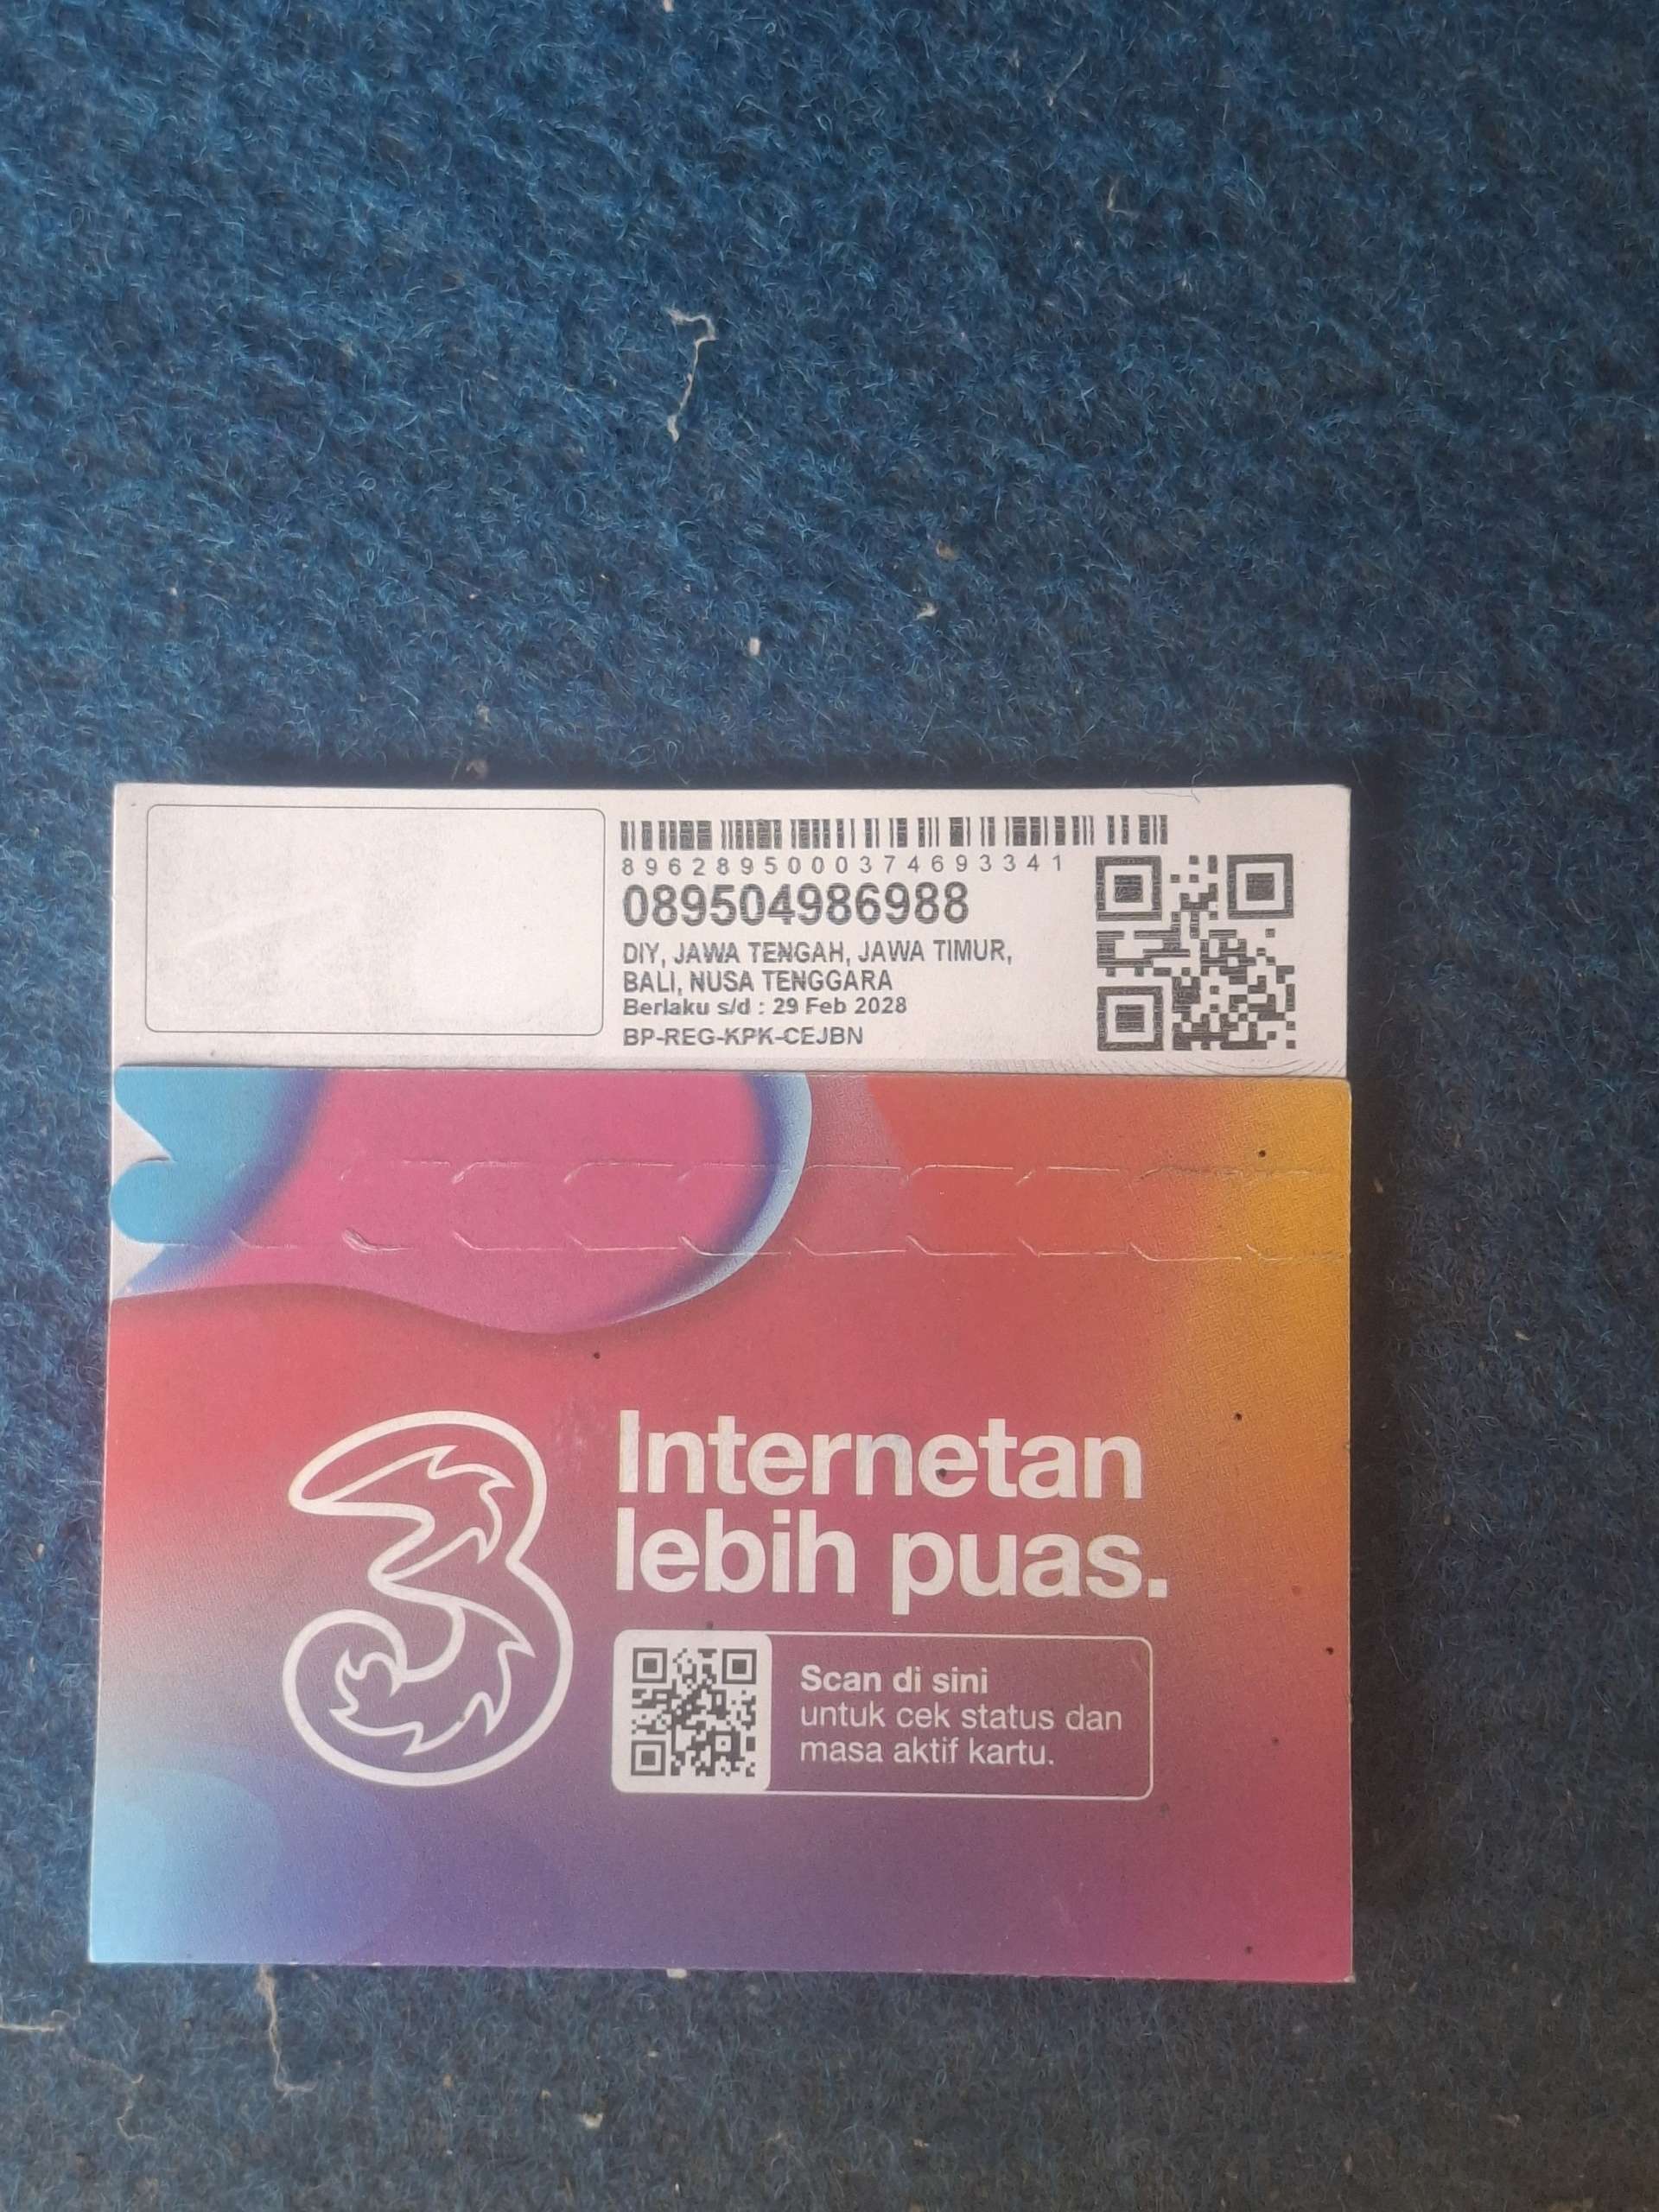 8962895000374693341
089504986988
DIY, JAWA TENGAH, JAWA TIMUR,
BALI, NUSA TENGGARA
Berlaku s/d : 29 Feb 2028
BP-REG-KPK-CEJBN
3
Internetan
lebih puas.
Scan di sini
untuk cek status dan
masa aktif kartu.